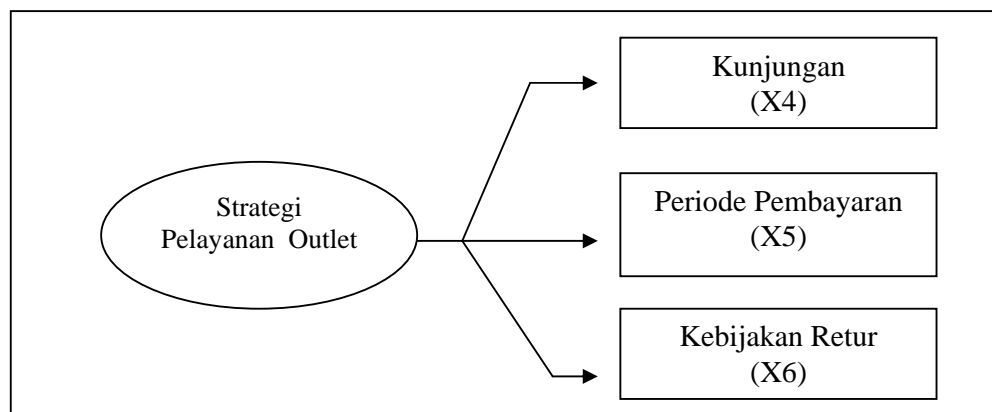 Kunjungan
(X4)
Strategi
Pelayanan Outlet
Periode Pembayaran
(X5)
Kebijakan Retur
(X6)